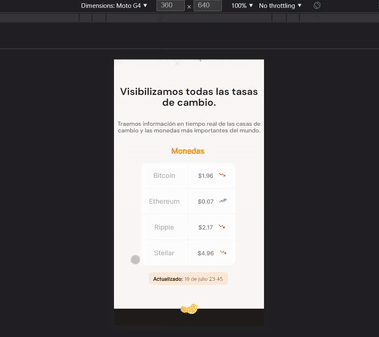 Dimensions: Moto G4 ▼ 360 × 640 100% ▼ No throttling ▼
Visibilizamos todas las tasas
de cambio.
Traemos información en tiempo real de las casas de
cambio y las monedas más importantes del mundo.
Monedas
Bitcoin $1.96
Ethereum $0.07
Ripple $2.17
Stellar $4.96
Actualizado: 19 de julio 23:45